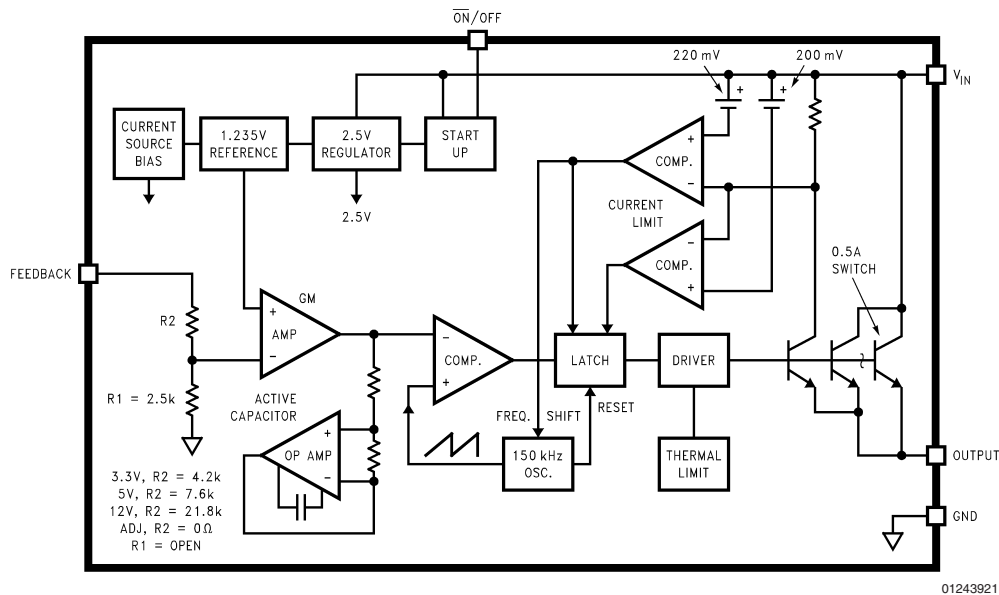 ON/OFF
220 mV
200 mV
VIN
CURRENT
SOURCE
BIAS
1.235V
REFERENCE
2.5V
REGULATOR
START
UP
+
+
+
COMP.
−
2.5V
CURRENT
LIMIT
−
COMP.
+
0.5A
SWITCH
FEEDBACK
R2
GM
+
AMP
−
−
COMP.
+
LATCH
DRIVER
R1 = 2.5k
ACTIVE
CAPACITOR
FREQ. SHIFT
RESET
+
OP AMP
−
150 kHz
OSC.
THERMAL
LIMIT
OUTPUT
3.3V, R2 = 4.2k
5V, R2 = 7.6k
12V, R2 = 21.8k
ADJ, R2 = 0Ω
R1 = OPEN
GND
01243921